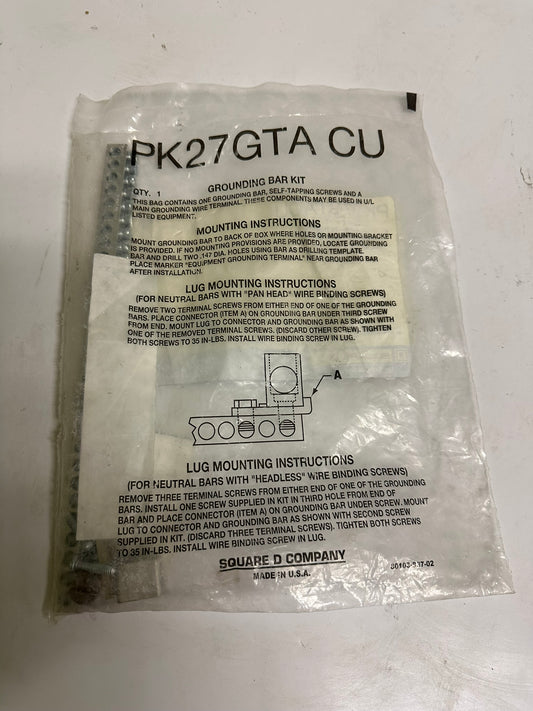 PK27GTA CU
GROUNDING BAR KIT
QTY. 1
THIS BAG CONTAINS ONE GROUNDING BAR, SELF-TAPPING SCREWS AND A
MAIN GROUNDING WIRE TERMINAL. THESE COMPONENTS MAY BE USED IN U/L
LISTED EQUIPMENT.
MOUNTING INSTRUCTIONS
MOUNT GROUNDING BAR TO BACK OF BOX WHERE HOLES OR MOUNTING BRACKET
IS PROVIDED. IF NO MOUNTING PROVISIONS ARE PROVIDED, LOCATE GROUNDING
BAR AND DRILL TWO .147 DIA. HOLES USING BAR AS DRILLING TEMPLATE.
PLACE MARKER "EQUIPMENT GROUNDING TERMINAL" NEAR GROUNDING BAR
AFTER INSTALLATION.
LUG MOUNTING INSTRUCTIONS
(FOR NEUTRAL BARS WITH "PAN HEAD" WIRE BINDING SCREWS)
REMOVE TWO TERMINAL SCREWS FROM EITHER END OF ONE OF THE GROUNDING
BARS. PLACE CONNECTOR (ITEM A) ON GROUNDING BAR UNDER THIRD SCREW
FROM END. MOUNT LUG TO CONNECTOR AND GROUNDING BAR AS SHOWN WITH
ONE OF THE REMOVED TERMINAL SCREWS. (DISCARD OTHER SCREW). TIGHTEN
BOTH SCREWS TO 35 IN-LBS. INSTALL WIRE BINDING SCREW IN LUG.
A
LUG MOUNTING INSTRUCTIONS
(FOR NEUTRAL BARS WITH "HEADLESS" WIRE BINDING SCREWS)
REMOVE THREE TERMINAL SCREWS FROM EITHER END OF ONE OF THE GROUNDING
BARS. INSTALL ONE SCREW SUPPLIED IN KIT IN THIRD HOLE FROM END OF
BAR AND PLACE CONNECTOR (ITEM A) ON GROUNDING BAR UNDER SCREW. MOUNT
LUG TO CONNECTOR AND GROUNDING BAR AS SHOWN WITH SECOND SCREW
SUPPLIED IN KIT. (DISCARD THREE TERMINAL SCREWS). TIGHTEN BOTH SCREWS
TO 35 IN-LBS. INSTALL WIRE BINDING SCREW IN LUG.
SQUARE D COMPANY
MADE IN U.S.A.